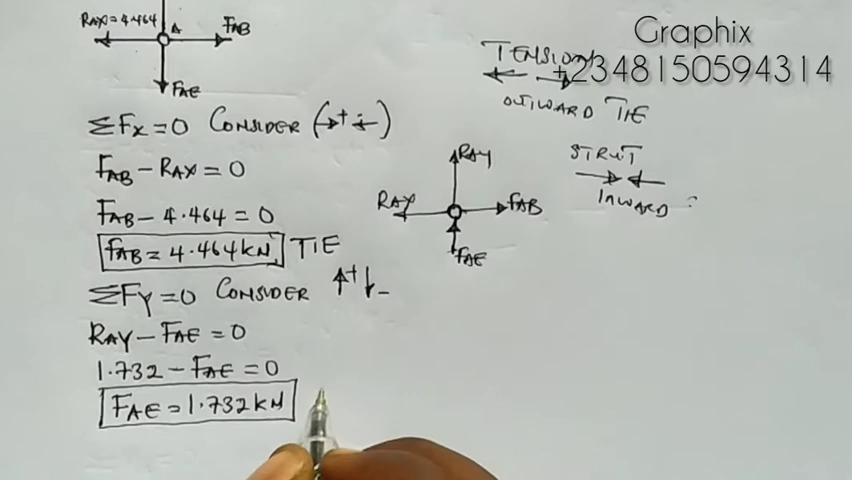 Graphix
+2348150594314
RAX=4.464
A
FAB
FAE
ΣFx=0 CONSIDER (→+ ←-)
FAB-RAX=0
FAB-4.464=0
FAB=4.464KN, TIE
ΣFy=0 CONSIDER ↑+↓-
RAY-FAE=0
1.732-FAE=0
FAE=1.732KN
RAY
RAX
FAB
FAE
TENSION
OUTWARD TIE
STRUT
INWARD